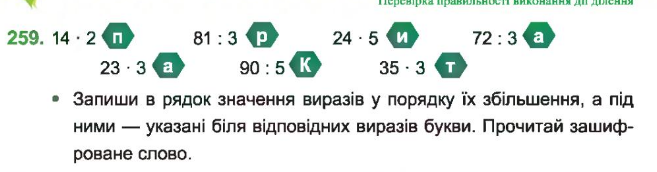 Перевірка правильності виконання дії ділення
259. 14 · 2 п 81 : 3 р 24 · 5 и 72 : 3 а
23 · 3 а 90 : 5 К 35 · 3 т
• Запиши в рядок значення виразів у порядку їх збільшення, а під
ними — указані біля відповідних виразів букви. Прочитай зашиф-
роване слово.